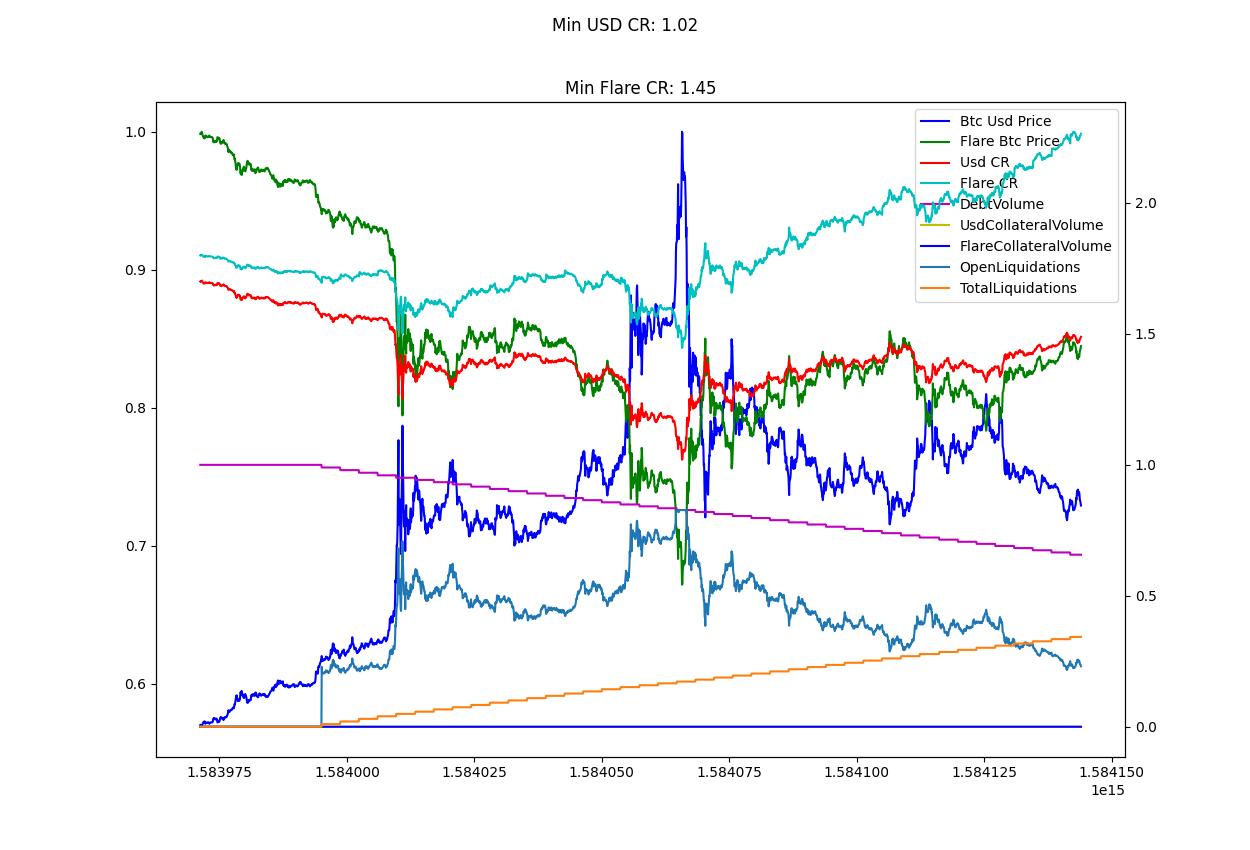 Min USD CR: 1.02
Min Flare CR: 1.45
1.0
0.9
0.8
0.7
0.6
2.0
1.5
1.0
0.5
0.0
Btc Usd Price
Flare Btc Price
Usd CR
Flare CR
DebtVolume
UsdCollateralVolume
FlareCollateralVolume
OpenLiquidations
TotalLiquidations
1.583975 1.584000 1.584025 1.584050 1.584075 1.584100 1.584125 1.584150
1e15